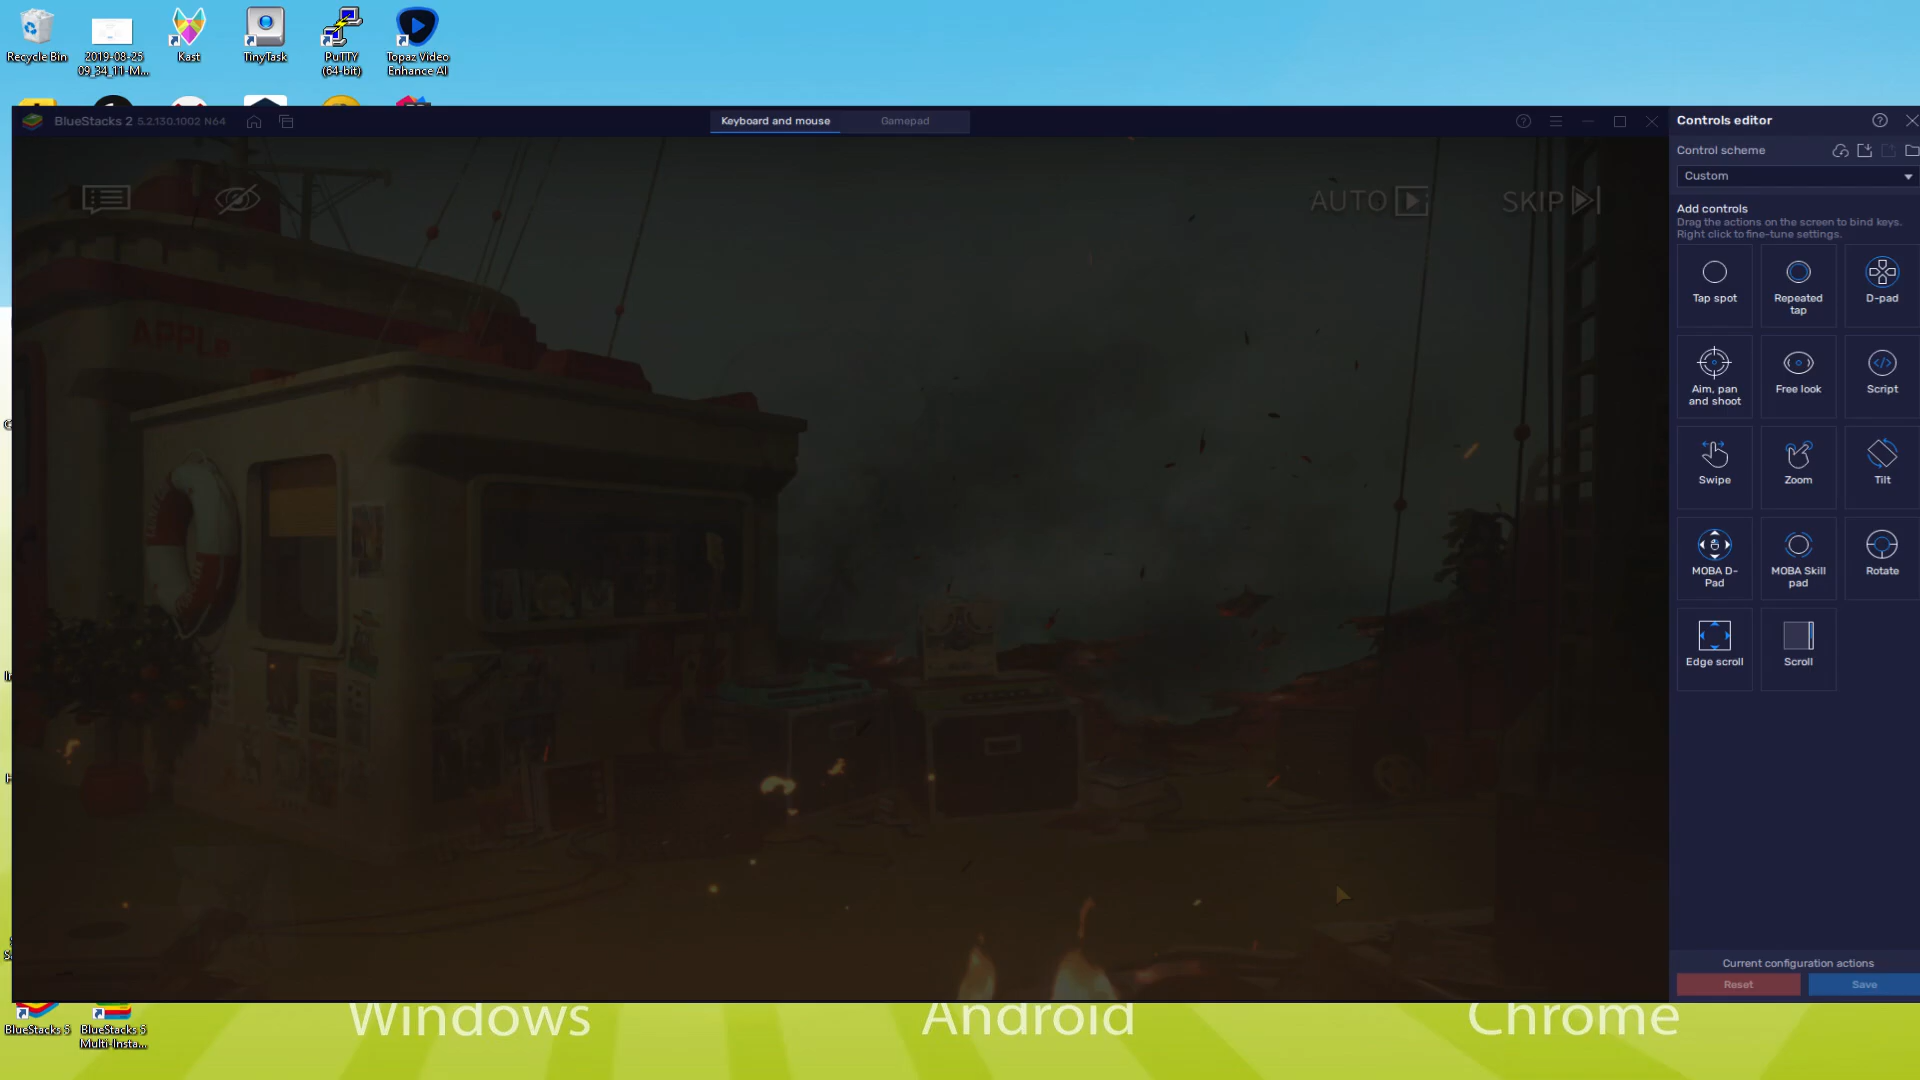 Recycle Bin
2019-08-25
09_34_11-M...
Kast
TinyTask
PuTTY
(64-bit)
Topaz Video
Enhance AI
BlueStacks 2 5.2.130.1002 N64
Keyboard and mouse
Gamepad
Controls editor
Control scheme
Custom
Add controls
Drag the actions on the screen to bind keys.
Right click to fine-tune settings.
Tap spot
Repeated
tap
D-pad
Aim, pan
and shoot
Free look
Script
Swipe
Zoom
Tilt
MOBA D-
Pad
MOBA Skill
pad
Rotate
Edge scroll
Scroll
Current configuration actions
Reset
Save
AUTO
SKIP
APPLE
BlueStacks 5
BlueStacks 5
Multi-Insta...
Windows
Android
Chrome